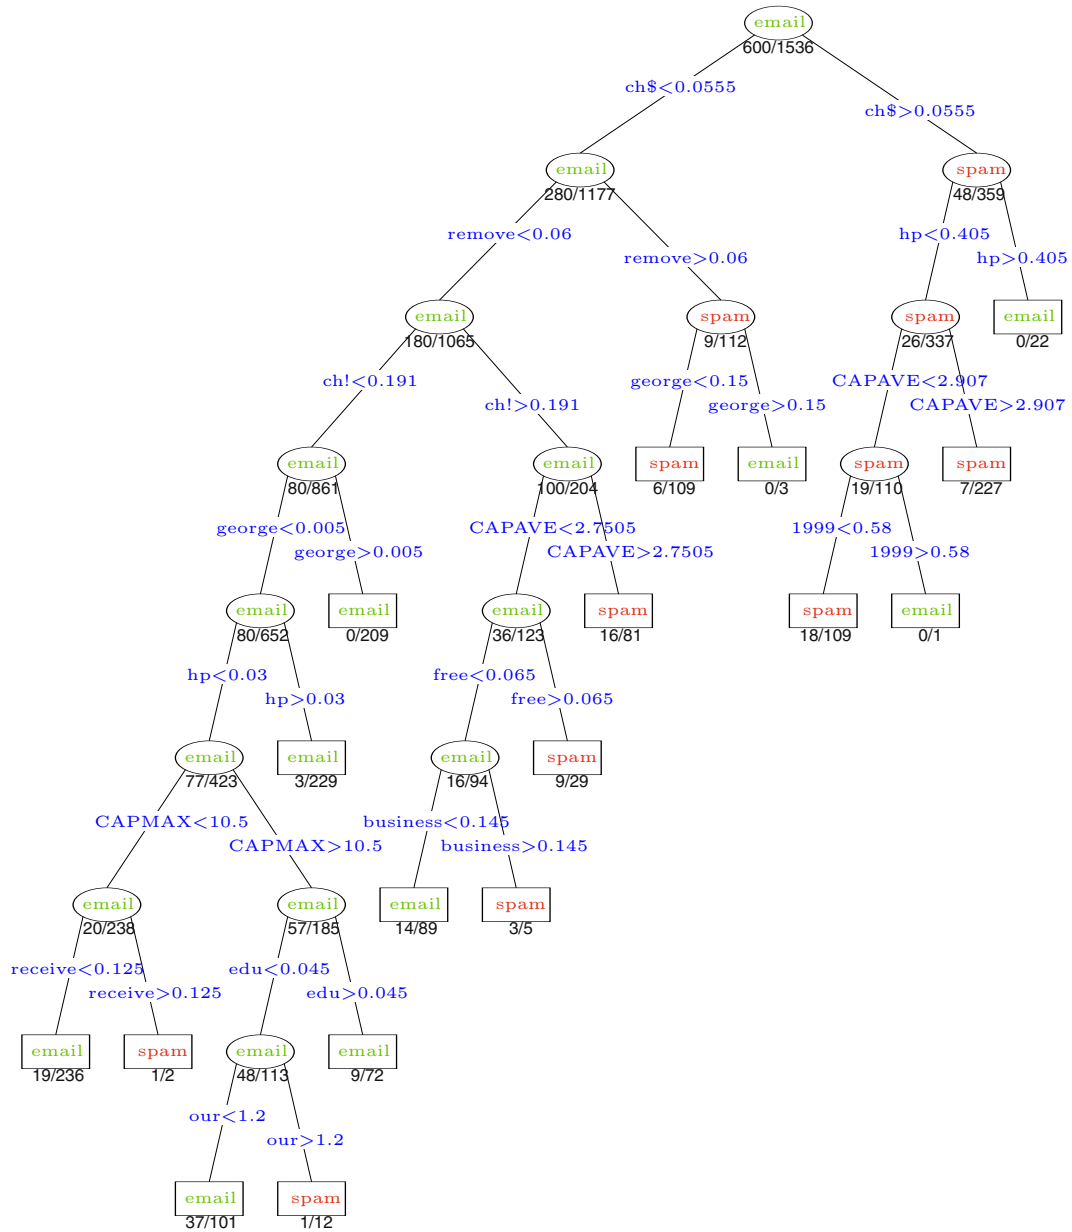 email
600/1536
ch$<0.0555
ch$>0.0555
email
280/1177
spam
48/359
remove<0.06
remove>0.06
hp<0.405
hp>0.405
email
180/1065
spam
9/112
spam
26/337
email
0/22
ch!<0.191
ch!>0.191
george<0.15
george>0.15
CAPAVE<2.907
CAPAVE>2.907
email
80/861
email
100/204
spam
6/109
email
0/3
spam
19/110
spam
7/227
george<0.005
george>0.005
CAPAVE<2.7505
CAPAVE>2.7505
1999<0.58
1999>0.58
email
80/652
email
0/209
email
36/123
spam
16/81
spam
18/109
email
0/1
hp<0.03
hp>0.03
free<0.065
free>0.065
email
77/423
email
3/229
email
16/94
spam
9/29
CAPMAX<10.5
CAPMAX>10.5
business<0.145
business>0.145
email
20/238
email
57/185
email
14/89
spam
3/5
receive<0.125
receive>0.125
edu<0.045
edu>0.045
email
19/236
spam
1/2
email
48/113
email
9/72
our<1.2
our>1.2
email
37/101
spam
1/12